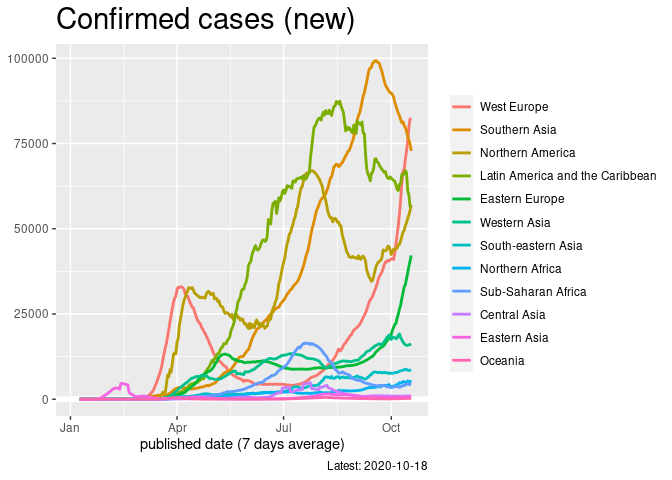 Confirmed cases (new)
100000
75000
50000
25000
0
Jan
Apr
Jul
Oct
published date (7 days average)
Latest: 2020-10-18
West Europe
Southern Asia
Northern America
Latin America and the Caribbean
Eastern Europe
Western Asia
South-eastern Asia
Northern Africa
Sub-Saharan Africa
Central Asia
Eastern Asia
Oceania